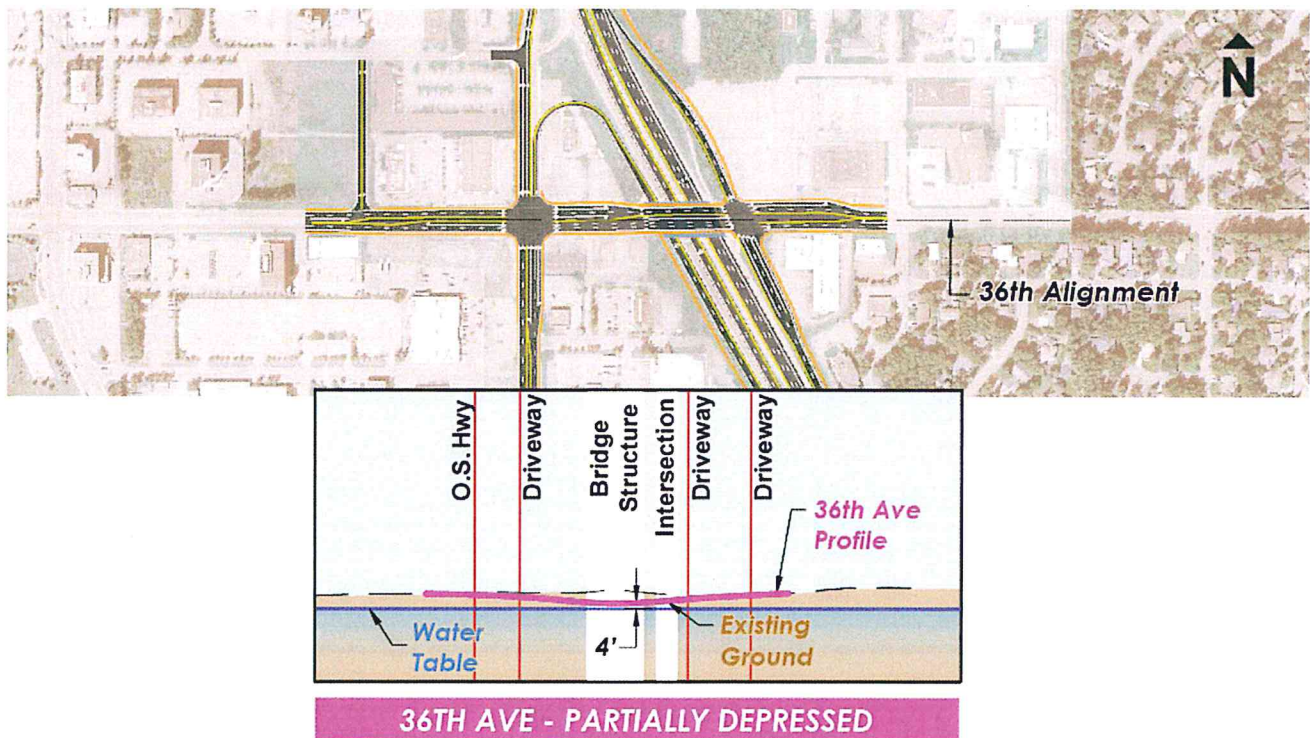 N
36th Alignment
O.S. Hwy
Driveway
Bridge
Structure
Intersection
Driveway
Driveway
36th Ave
Profile
Water
Table
4'
Existing
Ground
36TH AVE - PARTIALLY DEPRESSED